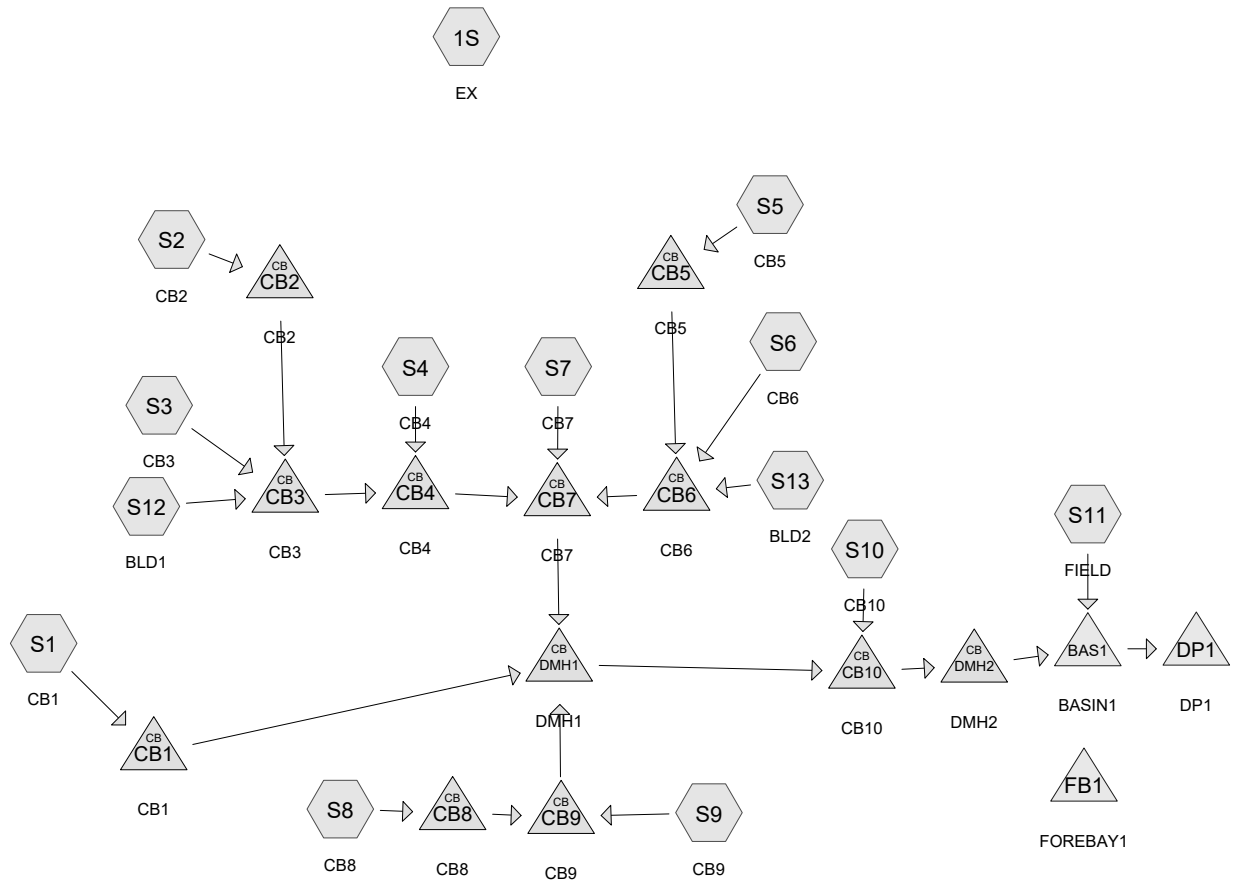 1S
EX
S5
CB5
S2
CB2
CB
CB2
CB2
CB
CB5
CB5
S6
CB6
S4
CB4
S7
CB7
S3
CB3
S12
BLD1
CB
CB3
CB3
CB
CB4
CB4
CB
CB7
CB7
CB
CB6
CB6
S13
BLD2
S10
CB10
S11
FIELD
S1
CB1
CB
CB1
CB1
CB
DMH1
DMH1
CB
CB10
CB10
CB
DMH2
DMH2
BAS1
BASIN1
DP1
DP1
FB1
FOREBAY1
S8
CB8
CB
CB8
CB8
CB
CB9
CB9
S9
CB9